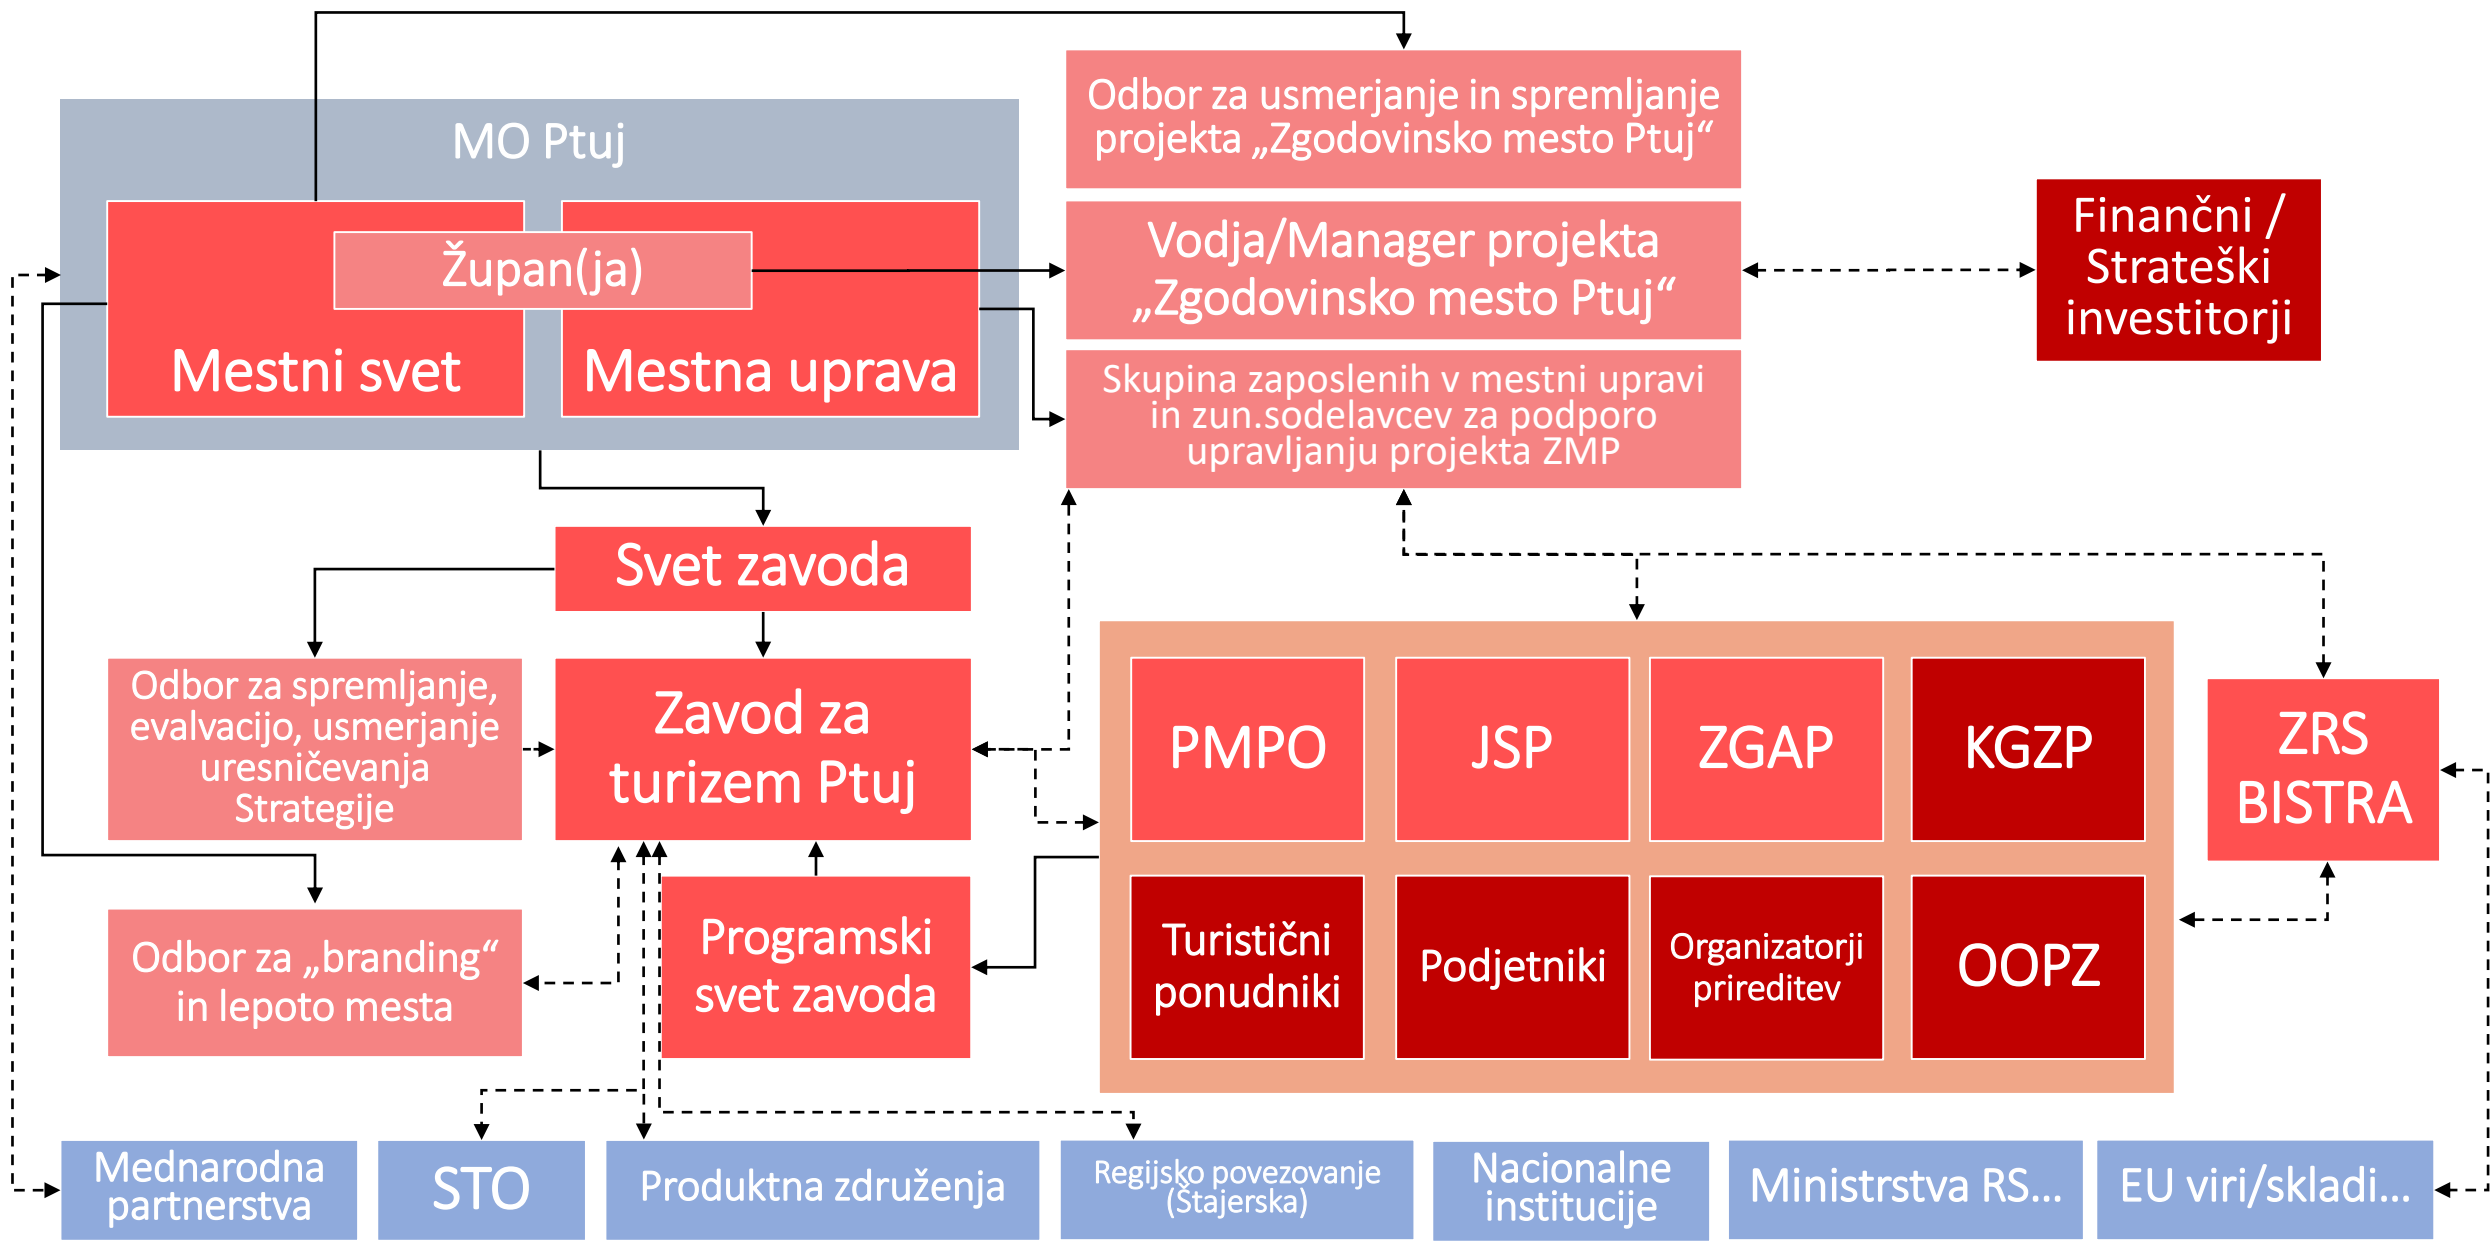 Odbor za usmerjanje in spremljanje
projekta „Zgodovinsko mesto Ptuj“
MO Ptuj
Župan(ja)
Mestni svet
Mestna uprava
Vodja/Manager projekta
„Zgodovinsko mesto Ptuj“
Finančni /
Strateški
investitorji
Skupina zaposlenih v mestni upravi
in zun.sodelavcev za podporo
upravljanju projekta ZMP
Svet zavoda
Odbor za spremljanje,
evalvacijo, usmerjanje
uresničevanja
Strategije
Zavod za
turizem Ptuj
PMPO
JSP
ZGAP
KGZP
ZRS
BISTRA
Odbor za „branding“
in lepoto mesta
Programski
svet zavoda
Turistični
ponudniki
Podjetniki
Organizatorji
prireditev
OOPZ
Mednarodna
partnerstva
STO
Produktna združenja
Regijsko povezovanje
(Štajerska)
Nacionalne
institucije
Ministrstva RS...
EU viri/skladi...